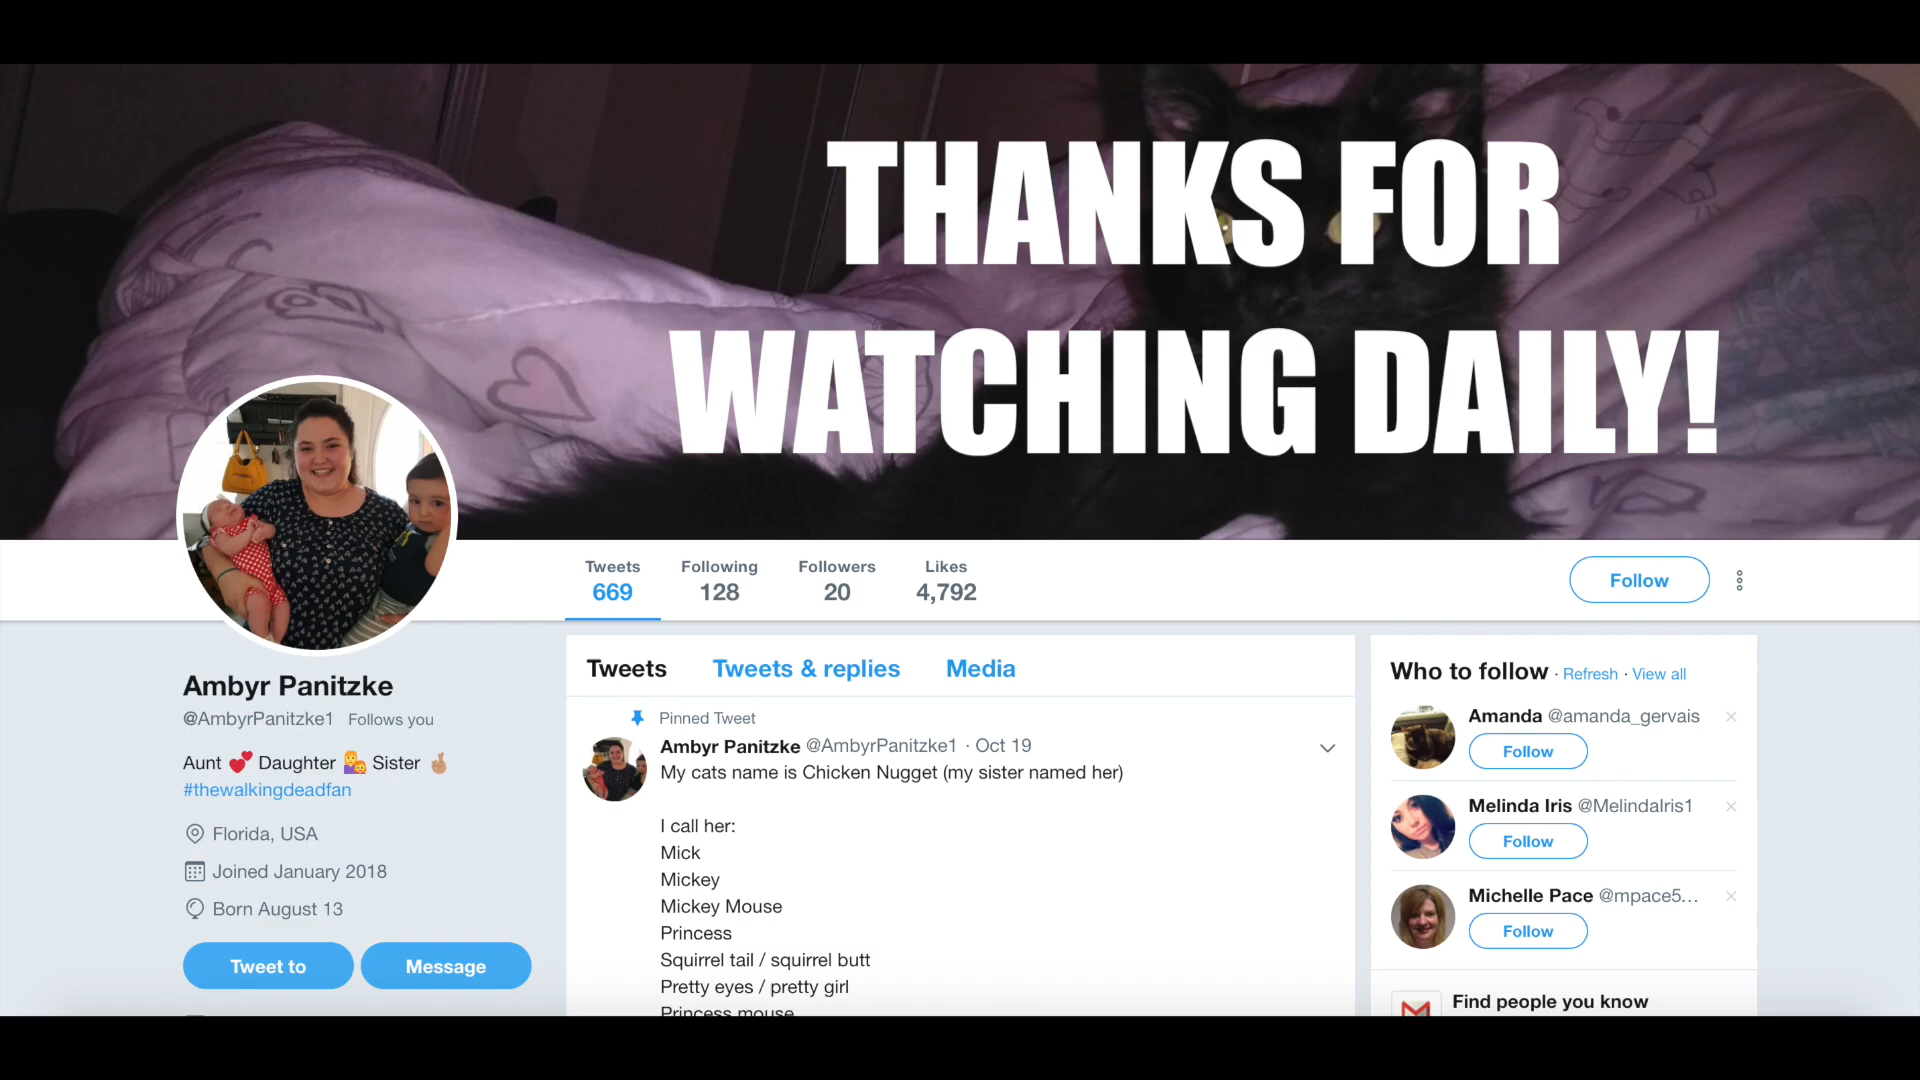 THANKS FOR
WATCHING DAILY!
Tweets
669
Following
128
Followers
20
Likes
4,792
Follow
Ambyr Panitzke
@AmbyrPanitzke1 Follows you
Aunt 💕 Daughter 🙋 Sister 🤞🏽
#thewalkingdeadfan
Florida, USA
Joined January 2018
Born August 13
Tweet to
Message
Tweets
Tweets & replies
Media
Pinned Tweet
Ambyr Panitzke @AmbyrPanitzke1 · Oct 19
My cats name is Chicken Nugget (my sister named her)
I call her:
Mick
Mickey
Mickey Mouse
Princess
Squirrel tail / squirrel butt
Pretty eyes / pretty girl
Princess mouse
Who to follow · Refresh · View all
Amanda @amanda_gervais
Follow
Melinda Iris @MelindaIris1
Follow
Michelle Pace @mpace5...
Follow
Find people you know